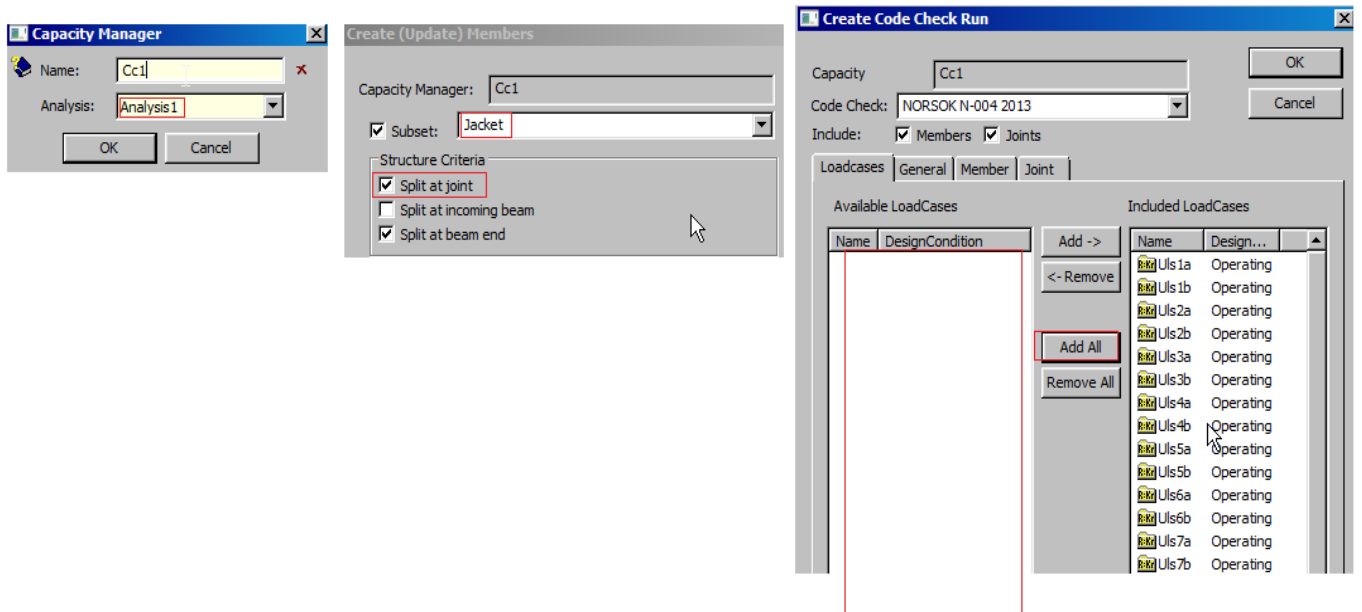 Capacity Manager
Name: Cc1
Analysis: Analysis1
OK Cancel
Create (Update) Members
Capacity Manager: Cc1
Subset: Jacket
Structure Criteria
Split at joint
Split at incoming beam
Split at beam end
Create Code Check Run
Capacity Cc1 OK
Code Check: NORSOK N-004 2013 Cancel
Include: Members Joints
Loadcases General Member Joint
Available LoadCases Included LoadCases
Name DesignCondition Add -> Name Design...
<- Remove
Add All
Remove All
Uls1a Operating
Uls1b Operating
Uls2a Operating
Uls2b Operating
Uls3a Operating
Uls3b Operating
Uls4a Operating
Uls4b Operating
Uls5a Operating
Uls5b Operating
Uls6a Operating
Uls6b Operating
Uls7a Operating
Uls7b Operating